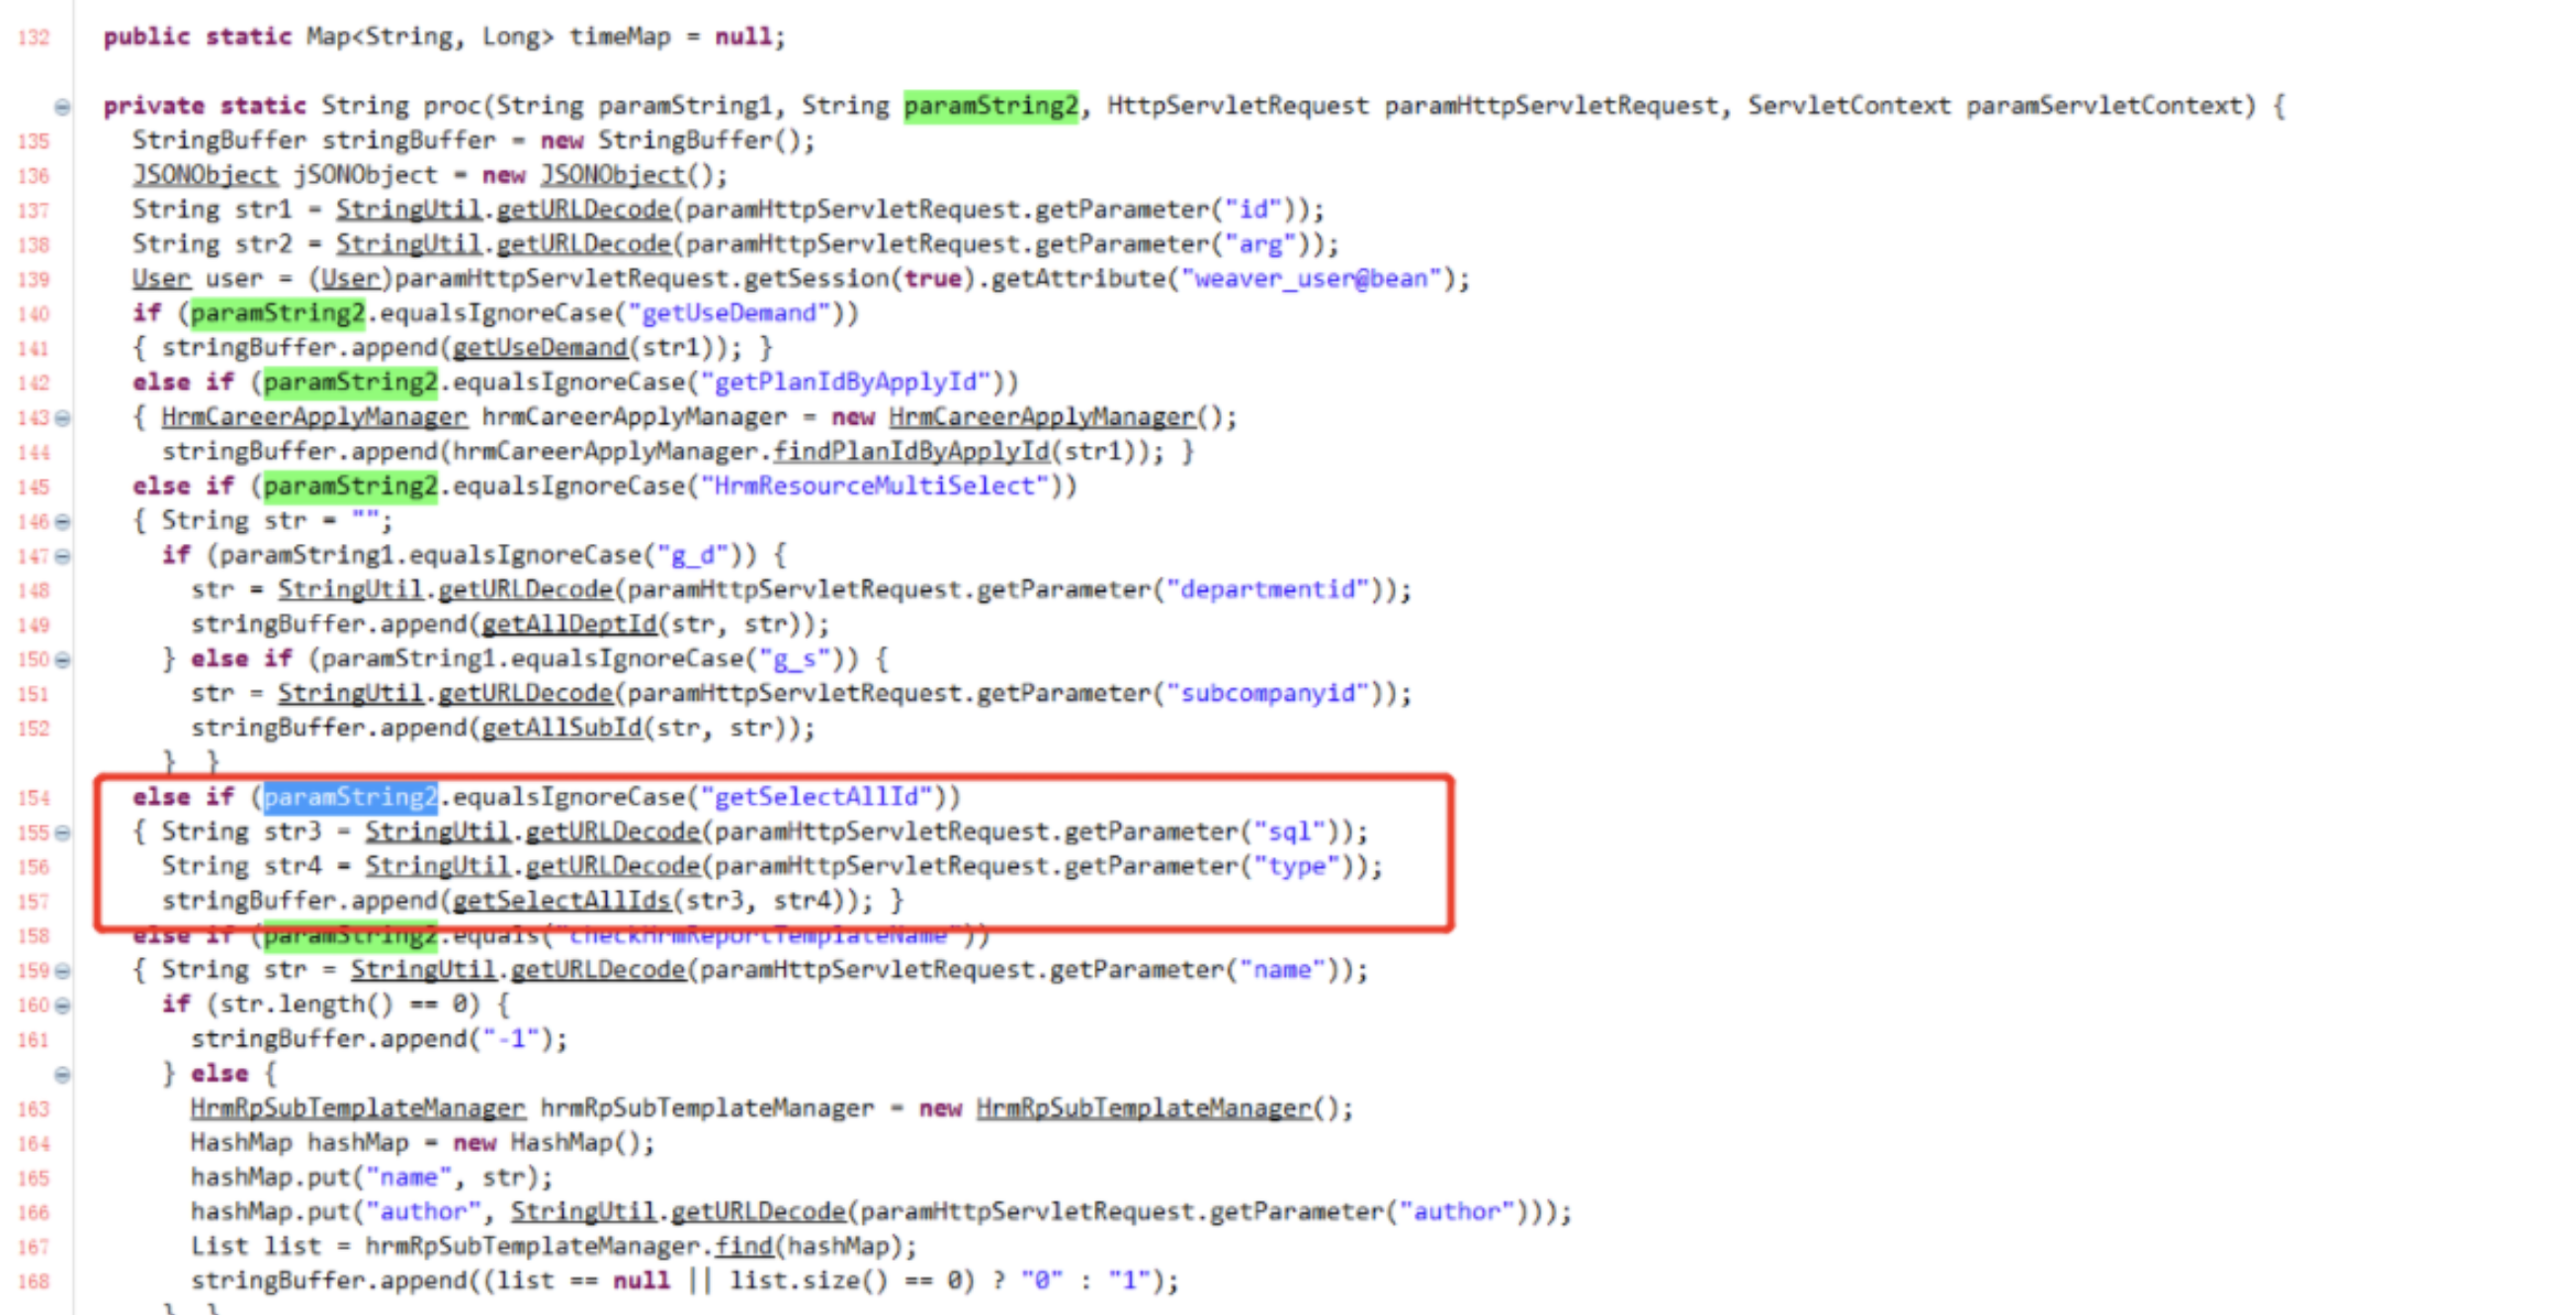 132 public static Map<String, Long> timeMap = null;
private static String proc(String paramString1, String paramString2, HttpServletRequest paramHttpServletRequest, ServletContext paramServletContext) {
135 StringBuffer stringBuffer = new StringBuffer();
136 JSONObject jSONObject = new JSONObject();
137 String str1 = StringUtil.getURLDecode(paramHttpServletRequest.getParameter("id"));
138 String str2 = StringUtil.getURLDecode(paramHttpServletRequest.getParameter("arg"));
139 User user = (User)paramHttpServletRequest.getSession(true).getAttribute("weaver_user@bean");
140 if (paramString2.equalsIgnoreCase("getUseDemand"))
141 { stringBuffer.append(getUseDemand(str1)); }
142 else if (paramString2.equalsIgnoreCase("getPlanIdByApplyId"))
143 { HrmCareerApplyManager hrmCareerApplyManager = new HrmCareerApplyManager();
144 stringBuffer.append(hrmCareerApplyManager.findPlanIdByApplyId(str1)); }
145 else if (paramString2.equalsIgnoreCase("HrmResourceMultiSelect"))
146 { String str = "";
147 if (paramString1.equalsIgnoreCase("g_d")) {
148 str = StringUtil.getURLDecode(paramHttpServletRequest.getParameter("departmentid"));
149 stringBuffer.append(getAllDeptId(str, str));
150 } else if (paramString1.equalsIgnoreCase("g_s")) {
151 str = StringUtil.getURLDecode(paramHttpServletRequest.getParameter("subcompanyid"));
152 stringBuffer.append(getAllSubId(str, str));
} }
154 else if (paramString2.equalsIgnoreCase("getSelectAllId"))
155 { String str3 = StringUtil.getURLDecode(paramHttpServletRequest.getParameter("sql"));
156 String str4 = StringUtil.getURLDecode(paramHttpServletRequest.getParameter("type"));
157 stringBuffer.append(getSelectAllIds(str3, str4)); }
158 else if (paramString2.equals("checkHrmReportTemplateName"))
159 { String str = StringUtil.getURLDecode(paramHttpServletRequest.getParameter("name"));
160 if (str.length() == 0) {
161 stringBuffer.append("-1");
} else {
163 HrmRpSubTemplateManager hrmRpSubTemplateManager = new HrmRpSubTemplateManager();
164 HashMap hashMap = new HashMap();
165 hashMap.put("name", str);
166 hashMap.put("author", StringUtil.getURLDecode(paramHttpServletRequest.getParameter("author")));
167 List list = hrmRpSubTemplateManager.find(hashMap);
168 stringBuffer.append((list == null || list.size() == 0) ? "0" : "1");
} }